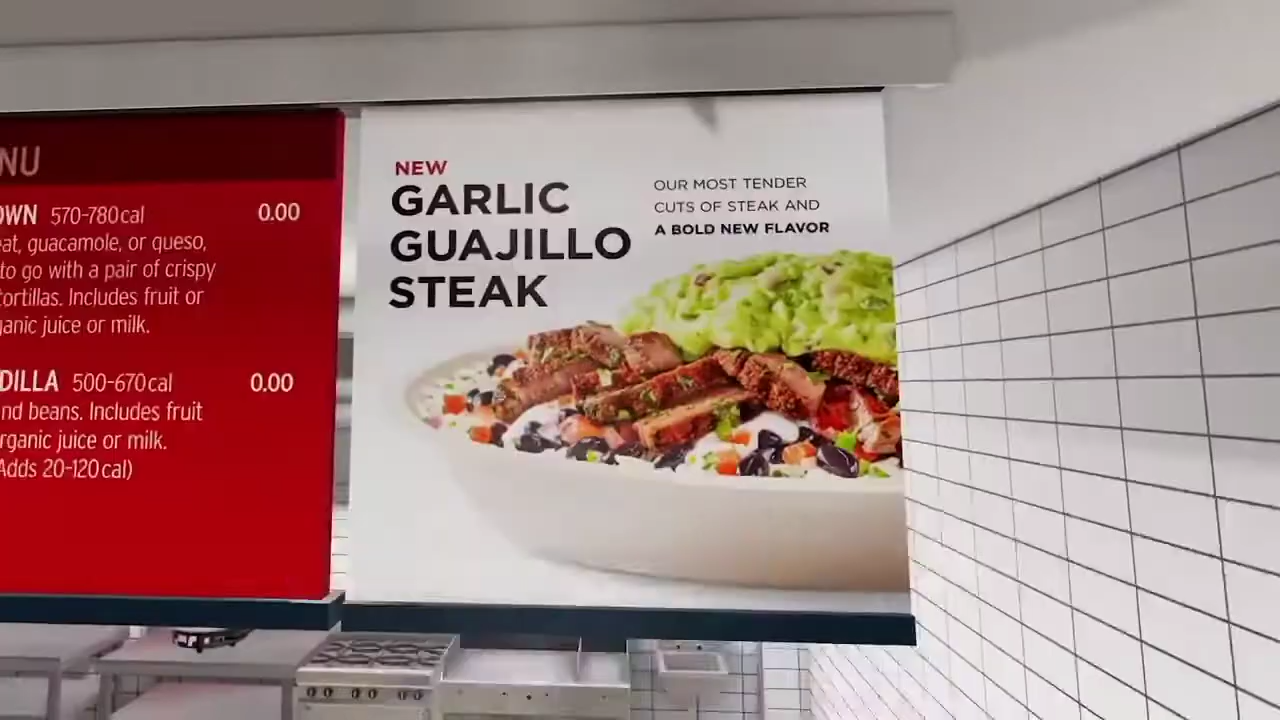 NU
OWN 570-780cal 0.00
eat, guacamole, or queso,
to go with a pair of crispy
tortillas. Includes fruit or
ganic juice or milk.
DILLA 500-670cal 0.00
nd beans. Includes fruit
rganic juice or milk.
Adds 20-120cal)
NEW
GARLIC
GUAJILLO
STEAK
OUR MOST TENDER
CUTS OF STEAK AND
A BOLD NEW FLAVOR